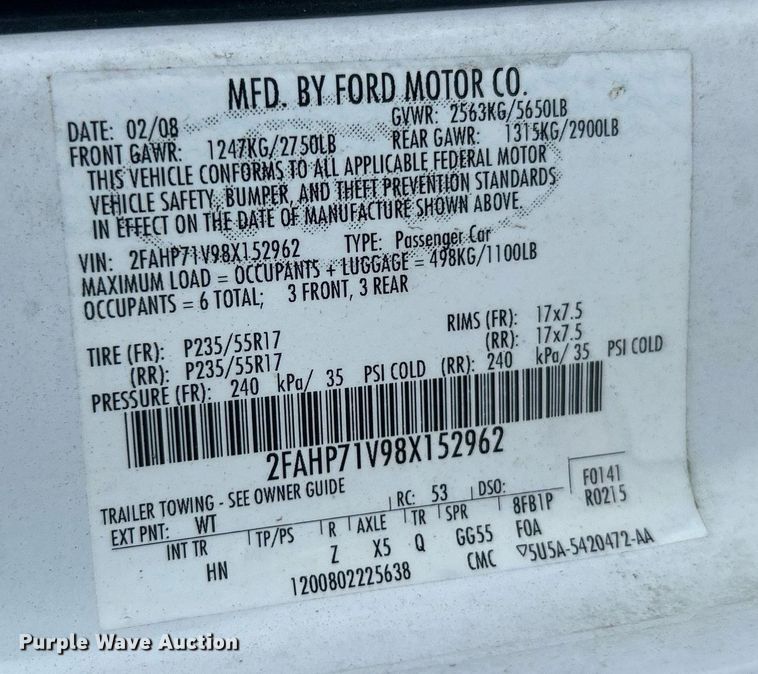 MFD. BY FORD MOTOR CO.
DATE: 02/08 GVWR: 2563KG/5650LB
FRONT GAWR: 1247KG/2750LB REAR GAWR: 1315KG/2900LB
THIS VEHICLE CONFORMS TO ALL APPLICABLE FEDERAL MOTOR
VEHICLE SAFETY, BUMPER, AND THEFT PREVENTION STANDARDS
IN EFFECT ON THE DATE OF MANUFACTURE SHOWN ABOVE.
VIN: 2FAHP71V98X152962 TYPE: Passenger Car
MAXIMUM LOAD = OCCUPANTS + LUGGAGE = 498KG/1100LB
OCCUPANTS = 6 TOTAL; 3 FRONT, 3 REAR
TIRE (FR): P235/55R17 RIMS (FR): 17x7.5
(RR): P235/55R17 (RR): 17x7.5
PRESSURE (FR): 240 kPa/ 35 PSI COLD (RR): 240 kPa/ 35 PSI COLD
2FAHP71V98X152962
TRAILER TOWING - SEE OWNER GUIDE
EXT PNT: WT RC: 53 DSO: 8FB1P F0141
R0215
INT TR TP/PS R AXLE TR SPR F0A
HN Z X5 Q GG55
1200802225638 CMC ▽5U5A-5420472-AA
Purple Wave Auction